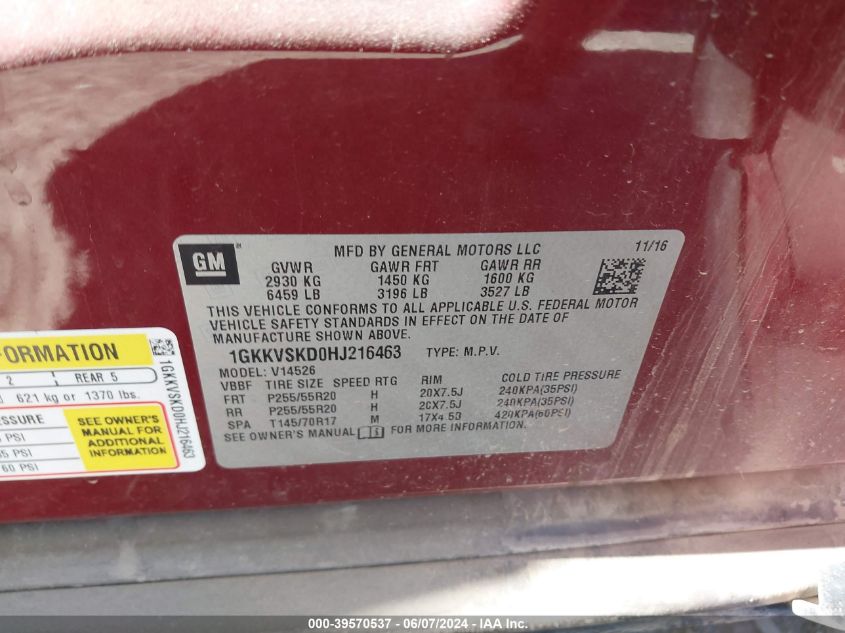 GM
MFD BY GENERAL MOTORS LLC 11/16
GVWR GAWR FRT GAWR RR
2930 KG 1450 KG 1600 KG
6459 LB 3196 LB 3527 LB
THIS VEHICLE CONFORMS TO ALL APPLICABLE U.S. FEDERAL MOTOR
VEHICLE SAFETY STANDARDS IN EFFECT ON THE DATE OF
MANUFACTURE SHOWN ABOVE.
1GKKVSKD0HJ216463 TYPE: M.P.V.
MODEL: V14526
VBBF TIRE SIZE SPEED RTG RIM COLD TIRE PRESSURE
FRT P255/55R20 H 20X7.5J 240KPA(35PSI)
RR P255/55R20 H 20X7.5J 240KPA(35PSI)
SPA T145/70R17 M 17X4.5B 420KPA(60PSI)
SEE OWNER'S MANUAL FOR MORE INFORMATION.
FORMATION
2 REAR 5
621 kg or 1370 lbs.
SEE OWNER'S
MANUAL FOR
ADDITIONAL
INFORMATION
PSI
PSI
60 PSI
1GKKVSKD0HJ216463
000-39570537 - 06/07/2024 - IAA Inc.